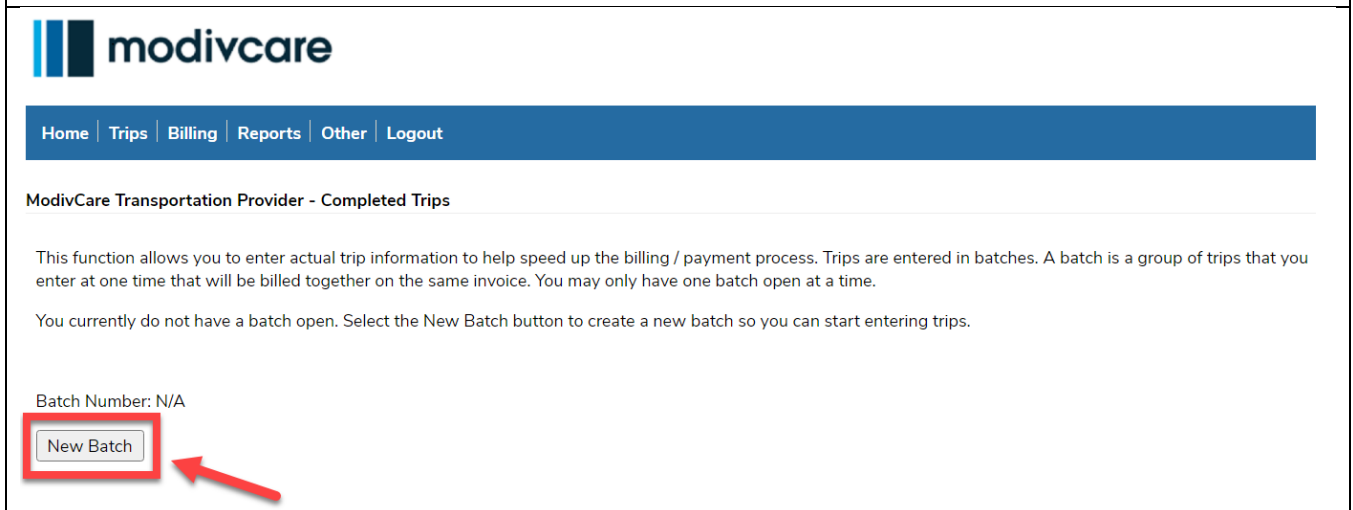 modivcare
Home | Trips | Billing | Reports | Other | Logout
ModivCare Transportation Provider - Completed Trips
This function allows you to enter actual trip information to help speed up the billing / payment process. Trips are entered in batches. A batch is a group of trips that you
enter at one time that will be billed together on the same invoice. You may only have one batch open at a time.
You currently do not have a batch open. Select the New Batch button to create a new batch so you can start entering trips.
Batch Number: N/A
New Batch